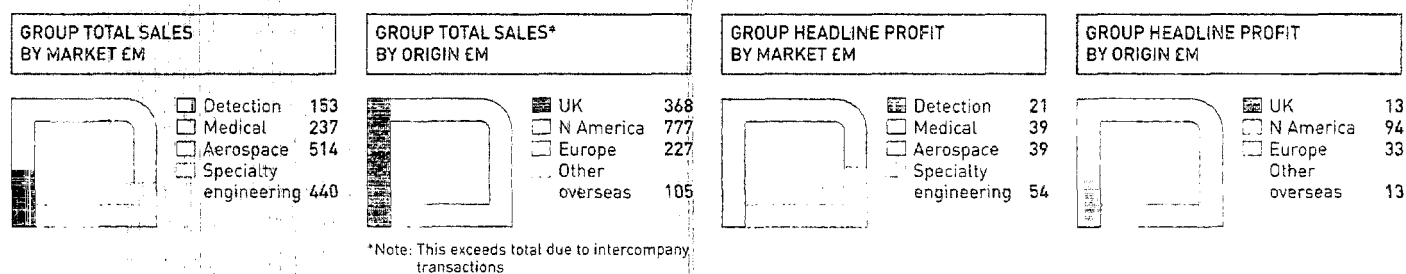 GROUP TOTAL SALES
BY MARKET £M
Detection 153
Medical 237
Aerospace 514
Specialty
engineering 440
GROUP TOTAL SALES*
BY ORIGIN £M
UK 368
N America 777
Europe 227
Other
overseas 105
*Note: This exceeds total due to intercompany
transactions
GROUP HEADLINE PROFIT
BY MARKET £M
Detection 21
Medical 39
Aerospace 39
Specialty
engineering 54
GROUP HEADLINE PROFIT
BY ORIGIN £M
UK 13
N America 94
Europe 33
Other
overseas 13